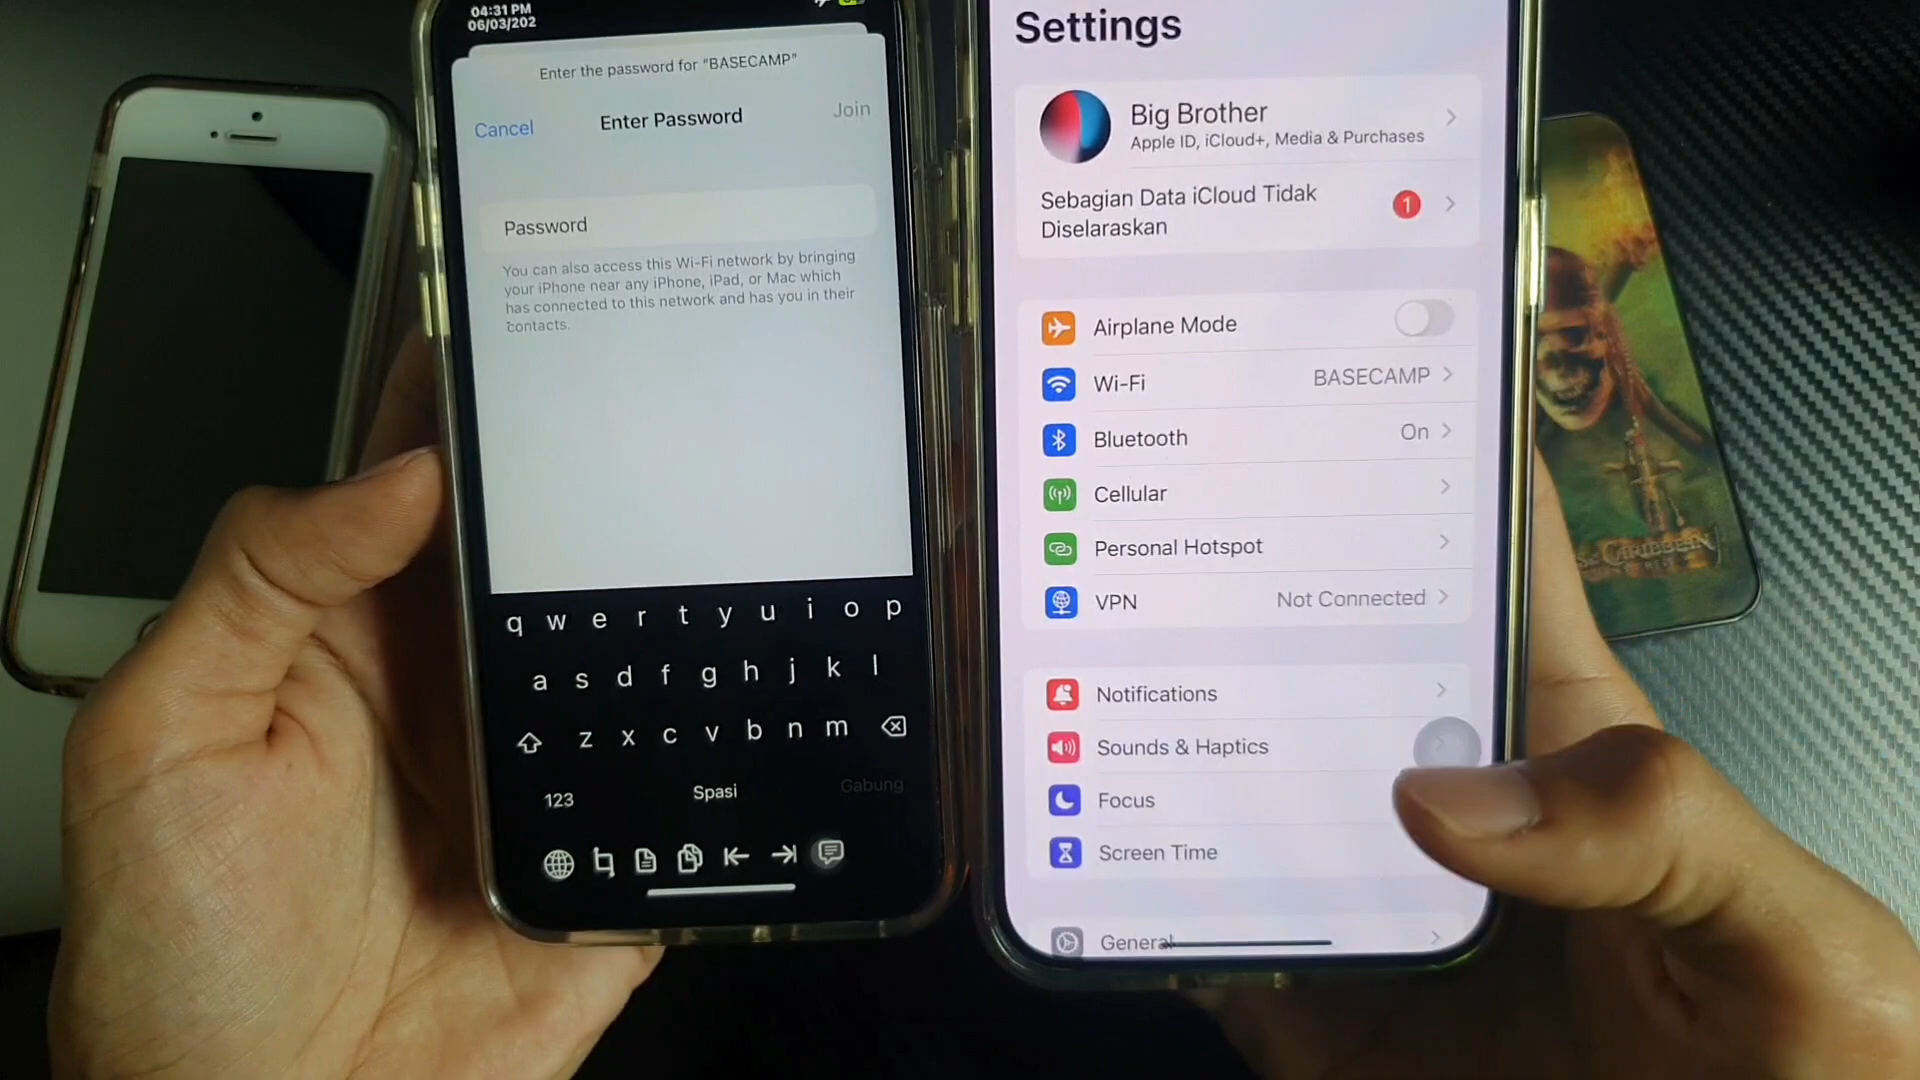 04:31 PM
06/03/202
Enter the password for “BASECAMP”
Cancel
Enter Password
Join
Password
You can also access this Wi-Fi network by bringing
your iPhone near any iPhone, iPad, or Mac which
has connected to this network and has you in their
contacts.
q w e r t y u i o p
a s d f g h j k l
z x c v b n m
123
Spasi
Gabung
Settings
Big Brother
Apple ID, iCloud+, Media & Purchases
Sebagian Data iCloud Tidak
Diselaraskan
1
Airplane Mode
Wi-Fi
BASECAMP
Bluetooth
On
Cellular
Personal Hotspot
VPN
Not Connected
Notifications
Sounds & Haptics
Focus
Screen Time
General